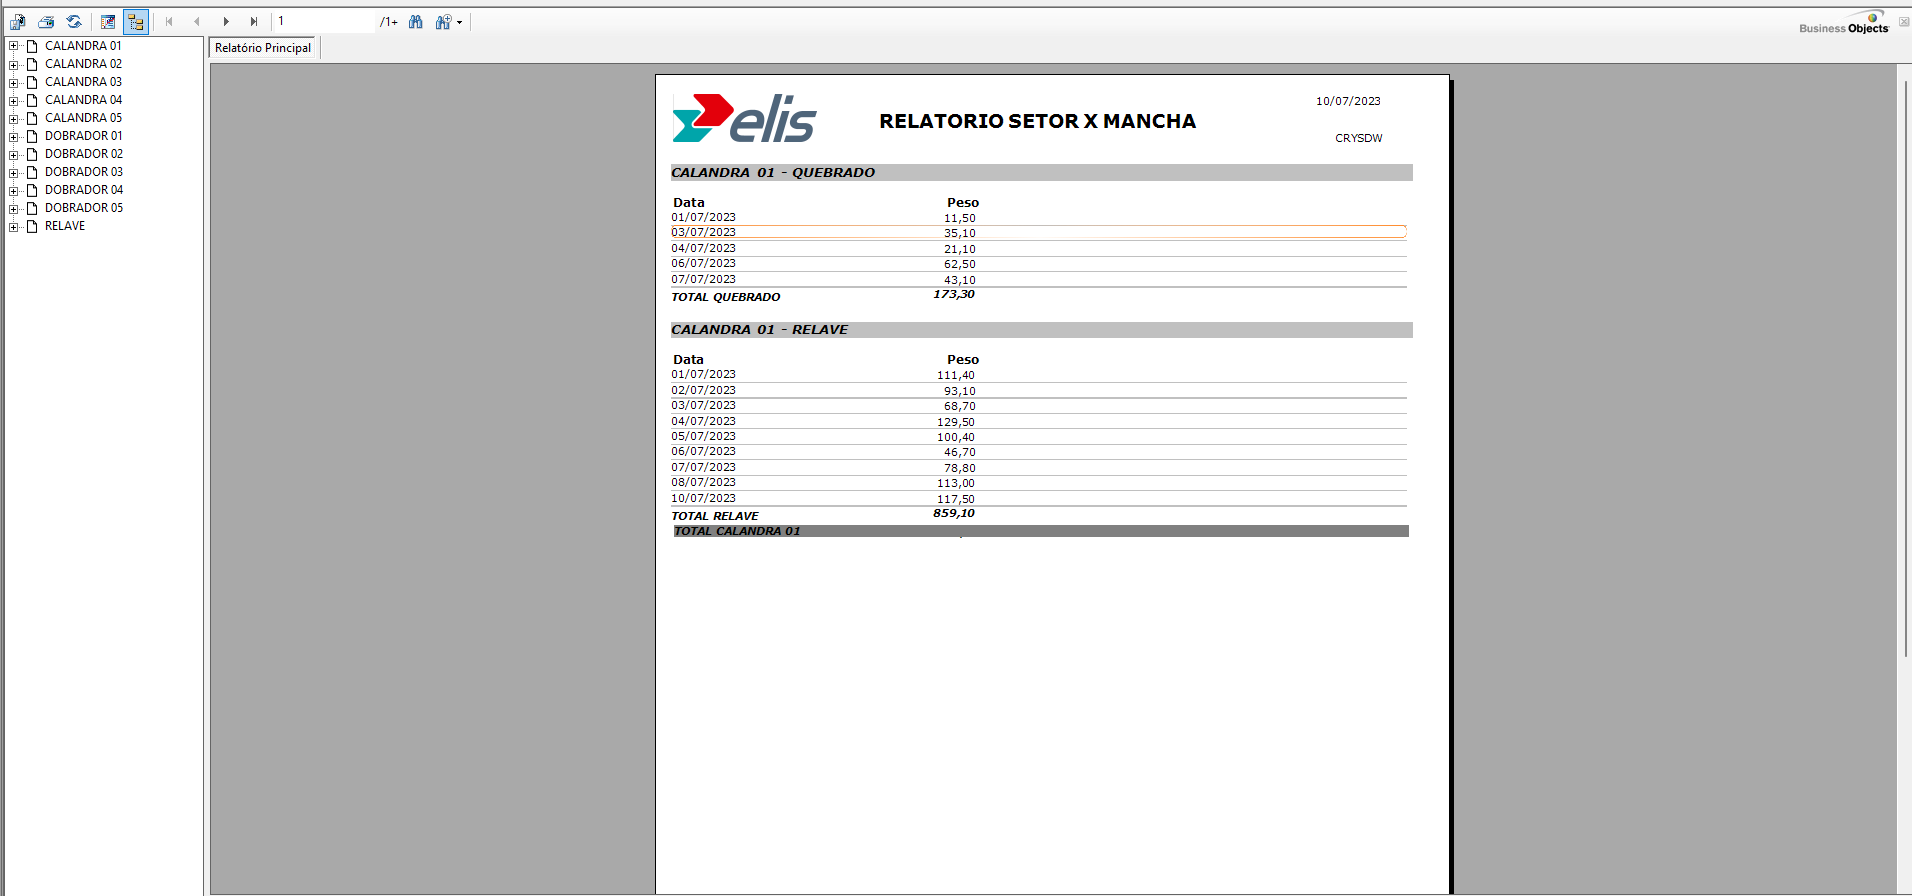 1 /1+
Business Objects
CALANDRA 01
CALANDRA 02
CALANDRA 03
CALANDRA 04
CALANDRA 05
DOBRADOR 01
DOBRADOR 02
DOBRADOR 03
DOBRADOR 04
DOBRADOR 05
RELAVE
Relatório Principal
elis
RELATORIO SETOR X MANCHA
10/07/2023
CRYSDW
CALANDRA 01 - QUEBRADO
Data Peso
01/07/2023 11,50
03/07/2023 35,10
04/07/2023 21,10
06/07/2023 62,50
07/07/2023 43,10
TOTAL QUEBRADO 173,30
CALANDRA 01 - RELAVE
Data Peso
01/07/2023 111,40
02/07/2023 93,10
03/07/2023 68,70
04/07/2023 129,50
05/07/2023 100,40
06/07/2023 46,70
07/07/2023 78,80
08/07/2023 113,00
10/07/2023 117,50
TOTAL RELAVE 859,10
TOTAL CALANDRA 01